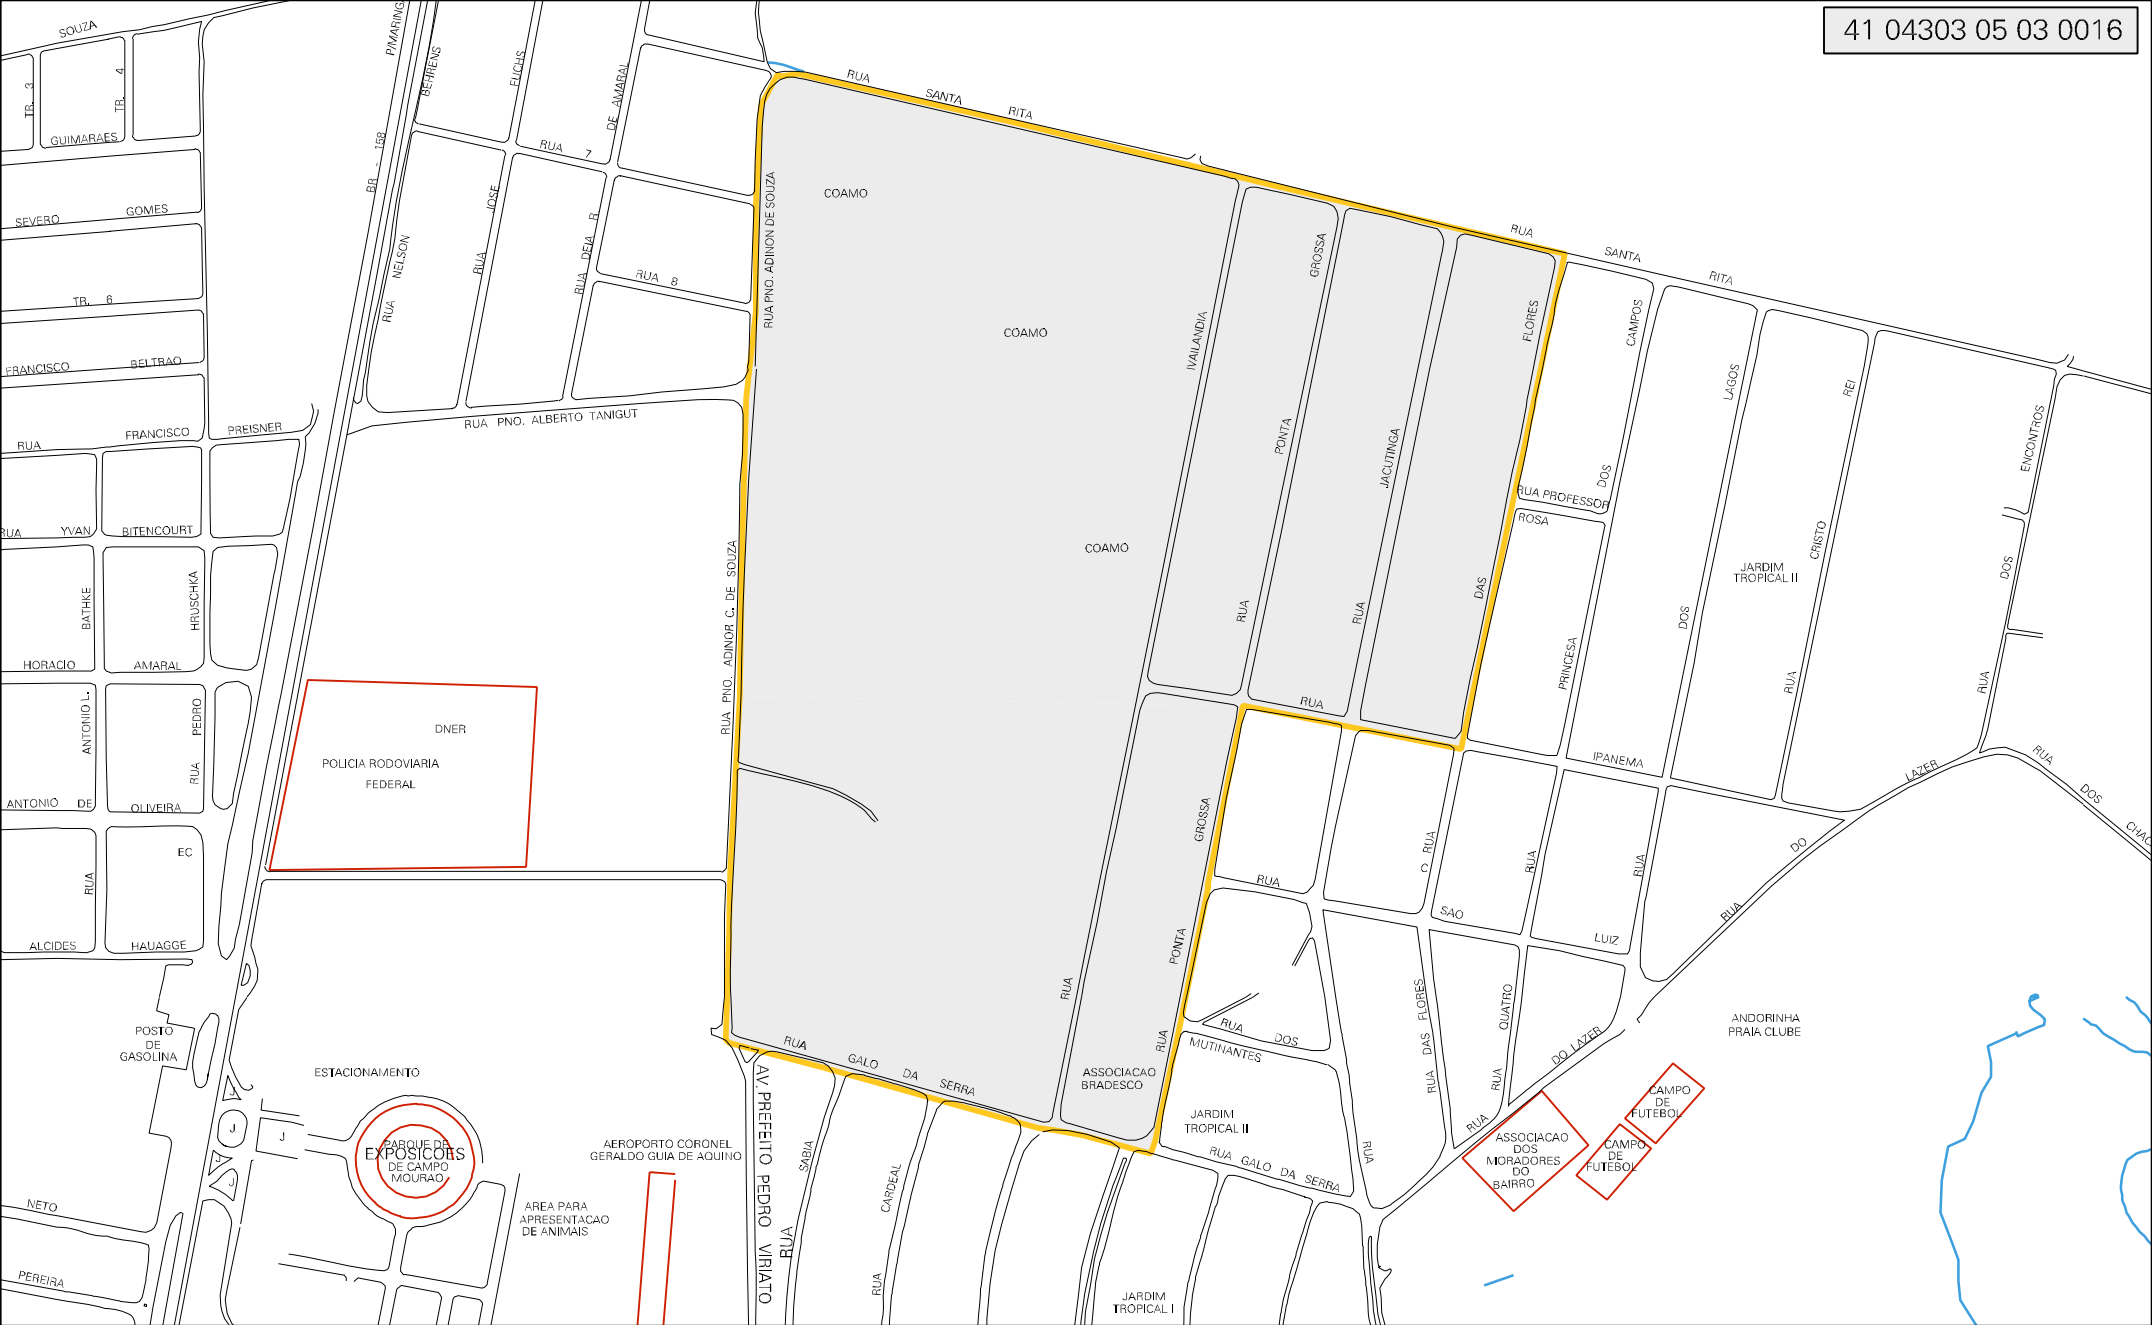 41 04303 05 03 0016
SOUZA
P/MARINGA
BEHRENS
FUCHS
DE AMARAL
TR. 3
TR. 4
GUIMARAES
BR - 158
RUA 7
RUA SANTA RITA
COAMO
RUA PNO. ADINON DE SOUZA
SEVERO GOMES
RUA NELSON
RUA JOSE
RUA DEIA R
RUA 8
TR. 6
FRANCISCO BELTRAO
RUA FRANCISCO PREISNER
RUA PNO. ALBERTO TANIGUT
COAMO
COAMO
RUA IVAILANDIA
RUA PONTA GROSSA
RUA JACUTINGA
DAS FLORES
RUA SANTA RITA
DOS CAMPOS
RUA PROFESSOR
ROSA
PRINCESA
RUA DOS LAGOS
RUA CRISTO REI
RUA DOS ENCONTROS
JARDIM
TROPICAL II
RUA YVAN BITENCOURT
BATHKE
HRUSCHKA
HORACIO AMARAL
RUA ANTONIO L.
RUA PEDRO
ANTONIO DE OLIVEIRA
EC
ALCIDES HAUAGGE
DNER
POLICIA RODOVIARIA
FEDERAL
RUA PNO. ADINOR C. DE SOUZA
RUA IPANEMA
RUA DO LAZER
RUA DOS CHAC
RUA PONTA GROSSA
RUA SAO LUIZ
RUA C
RUA
RUA
RUA DAS FLORES
RUA QUATRO
RUA DOS
MUTINANTES
RUA DO LAZER
ANDORINHA
PRAIA CLUBE
POSTO
DE
GASOLINA
ESTACIONAMENTO
J
J
J
J
J
PARQUE DE
EXPOSICOES
DE CAMPO
MOURAO
AEROPORTO CORONEL
GERALDO GUIA DE AQUINO
AREA PARA
APRESENTACAO
DE ANIMAIS
RUA GALO DA SERRA
ASSOCIACAO
BRADESCO
AV. PREFEITO PEDRO VIRIATO
RUA SABIA
RUA CARDEAL
JARDIM
TROPICAL II
RUA GALO DA SERRA
RUA
JARDIM
TROPICAL I
ASSOCIACAO
DOS
MORADORES
DO
BAIRRO
CAMPO
DE
FUTEBOL
CAMPO
DE
FUTEBOL
NETO
PEREIRA